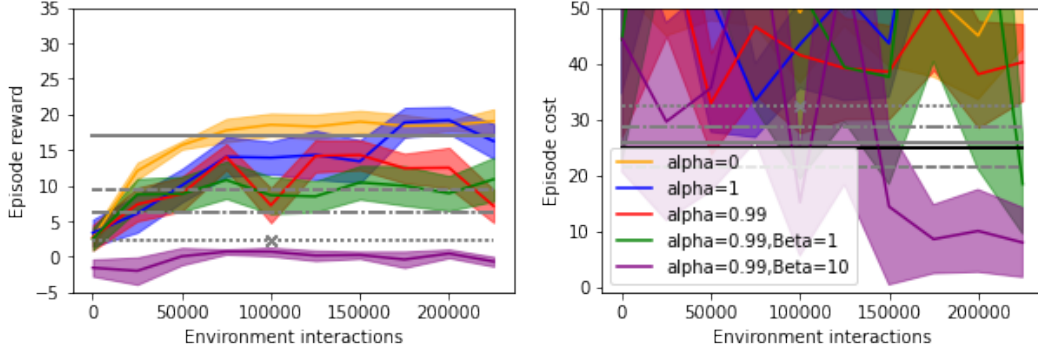 35
30
25
20
15
10
5
0
−5
Episode reward
0
50000
100000
150000
200000
Environment interactions
50
40
30
20
10
0
Episode cost
alpha=0
alpha=1
alpha=0.99
alpha=0.99,Beta=1
alpha=0.99,Beta=10
0
50000
100000
150000
200000
Environment interactions